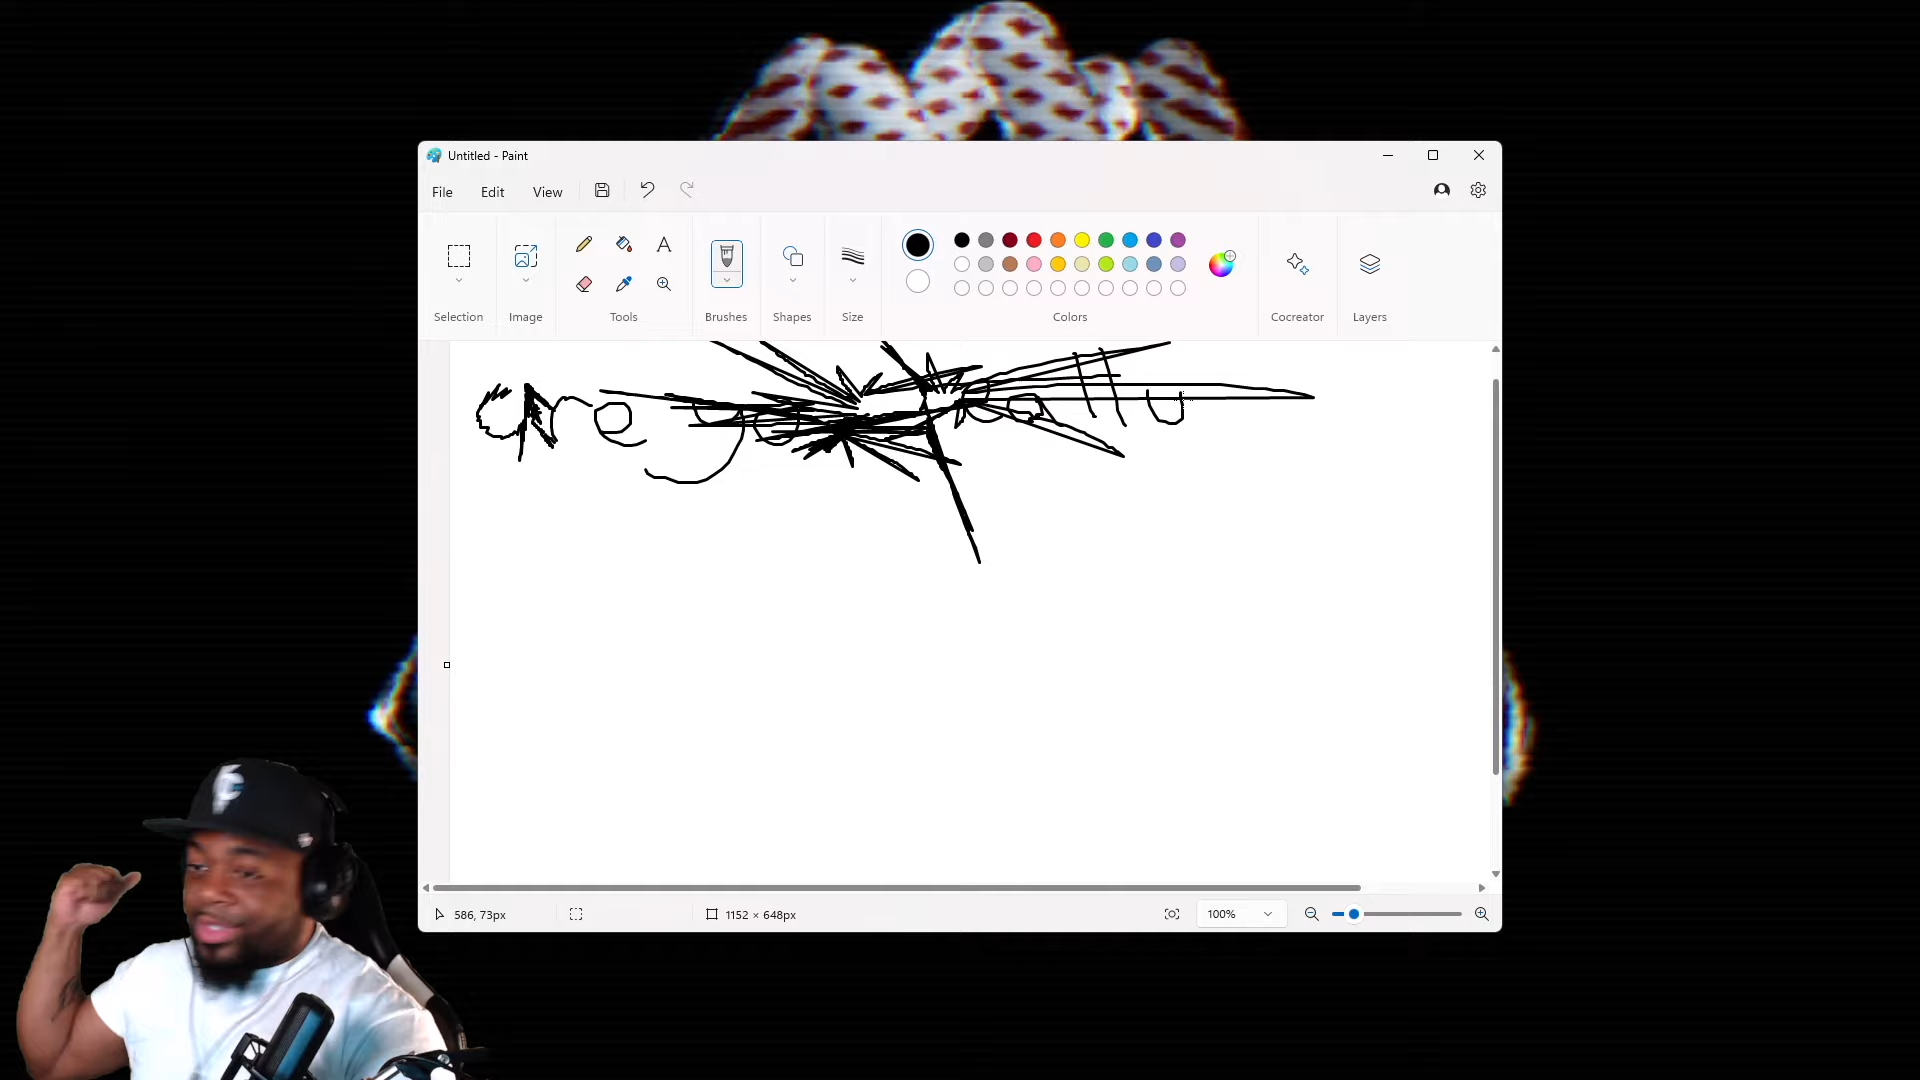 Untitled - Paint
File Edit View
Selection Image Tools Brushes Shapes Size Colors Cocreator Layers
are
586, 73px 1152 × 648px 100%